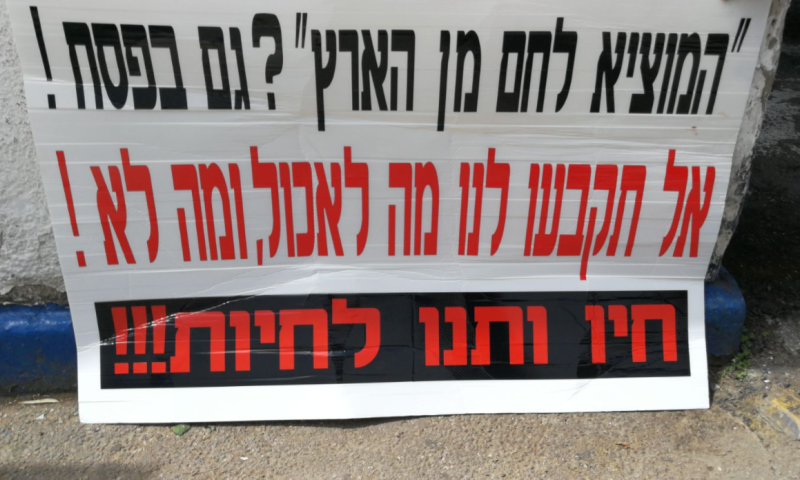 "המוציא לחם מן הארץ"? גם בפסח!
אל תקבעו לנו מה לאכול, ומה לא!
חיו ותנו לחיות!!!